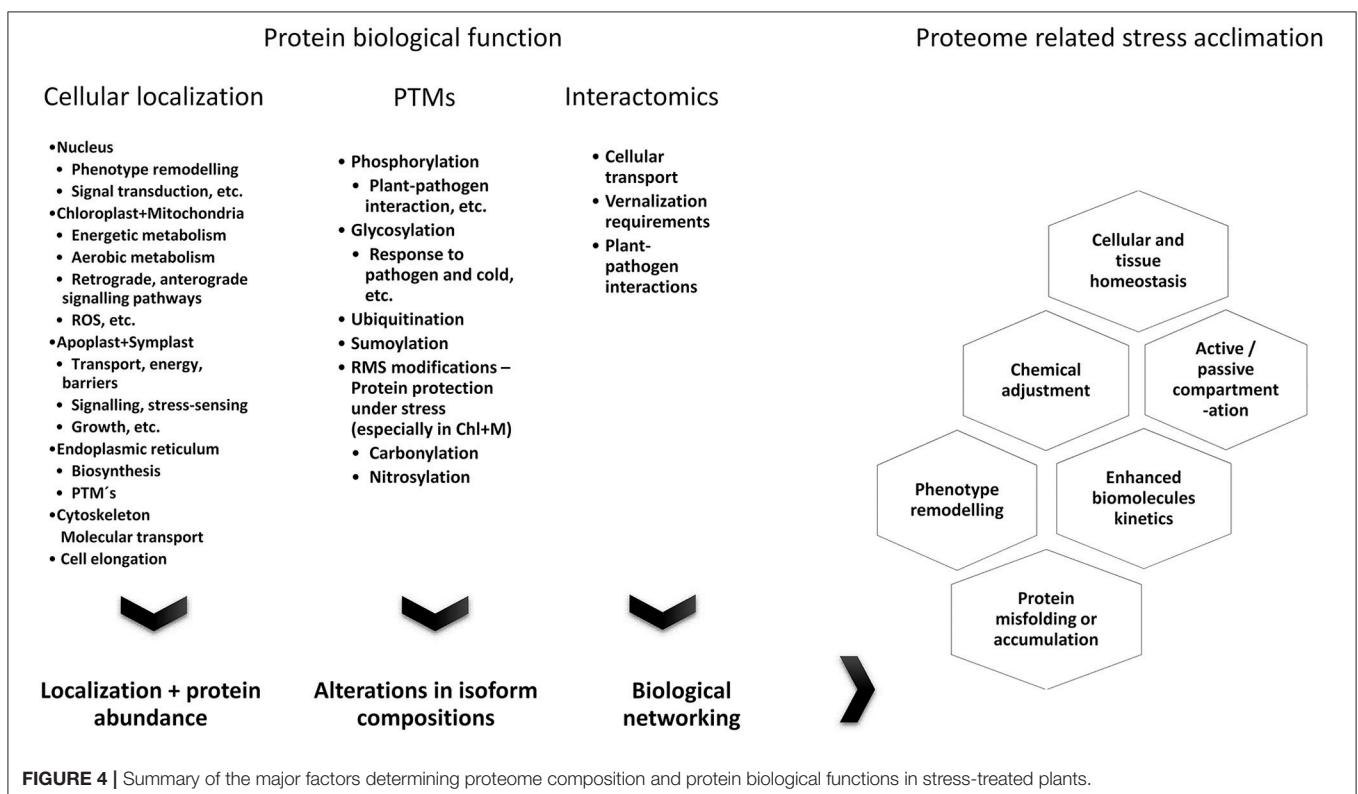 Protein biological function
Proteome related stress acclimation
Cellular localization
•Nucleus
• Phenotype remodelling
• Signal transduction, etc.
•Chloroplast+Mitochondria
• Energetic metabolism
• Aerobic metabolism
• Retrograde, anterograde
signalling pathways
• ROS, etc.
•Apoplast+Symplast
• Transport, energy,
barriers
• Signalling, stress-sensing
• Growth, etc.
•Endoplasmic reticulum
• Biosynthesis
• PTM´s
•Cytoskeleton
Molecular transport
• Cell elongation
Localization + protein
abundance
PTMs
• Phosphorylation
• Plant-pathogen
interaction, etc.
• Glycosylation
• Response to
pathogen and cold,
etc.
• Ubiquitination
• Sumoylation
• RMS modifications –
Protein protection
under stress
(especially in Chl+M)
• Carbonylation
• Nitrosylation
Alterations in isoform
compositions
Interactomics
• Cellular
transport
• Vernalization
requirements
• Plant-
pathogen
interactions
Biological
networking
Cellular and
tissue
homeostasis
Chemical
adjustment
Active /
passive
compartment
-ation
Phenotype
remodelling
Enhanced
biomolecules
kinetics
Protein
misfolding or
accumulation
FIGURE 4 | Summary of the major factors determining proteome composition and protein biological functions in stress-treated plants.